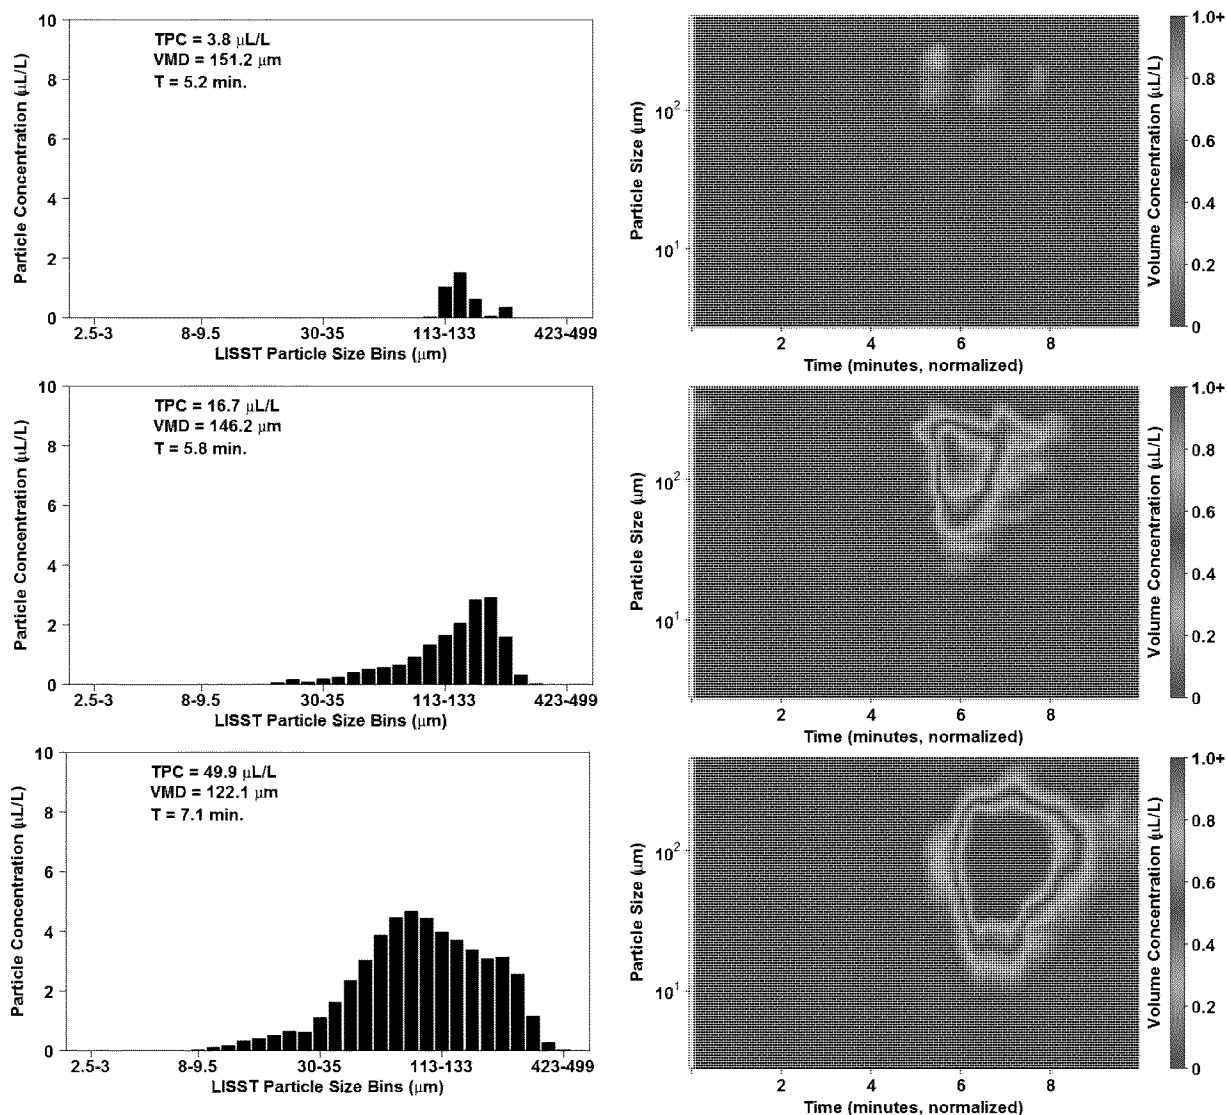 TPC = 3.8 μL/L
VMD = 151.2 μm
T = 5.2 min.
Particle Concentration (μL/L)
10
8
6
4
2
0
2.5-3 8-9.5 30-35 113-133 423-499
LISST Particle Size Bins (μm)
Particle Size (μm)
10²
10¹
2 4 6 8
Time (minutes, normalized)
Volume Concentration (μL/L)
1.0+
0.8
0.6
0.4
0.2
0
TPC = 16.7 μL/L
VMD = 146.2 μm
T = 5.8 min.
Particle Concentration (μL/L)
10
8
6
4
2
0
2.5-3 8-9.5 30-35 113-133 423-499
LISST Particle Size Bins (μm)
Particle Size (μm)
10²
10¹
2 4 6 8
Time (minutes, normalized)
Volume Concentration (μL/L)
1.0+
0.8
0.6
0.4
0.2
0
TPC = 49.9 μL/L
VMD = 122.1 μm
T = 7.1 min.
Particle Concentration (μL/L)
10
8
6
4
2
0
2.5-3 8-9.5 30-35 113-133 423-499
LISST Particle Size Bins (μm)
Particle Size (μm)
10²
10¹
2 4 6 8
Time (minutes, normalized)
Volume Concentration (μL/L)
1.0+
0.8
0.6
0.4
0.2
0